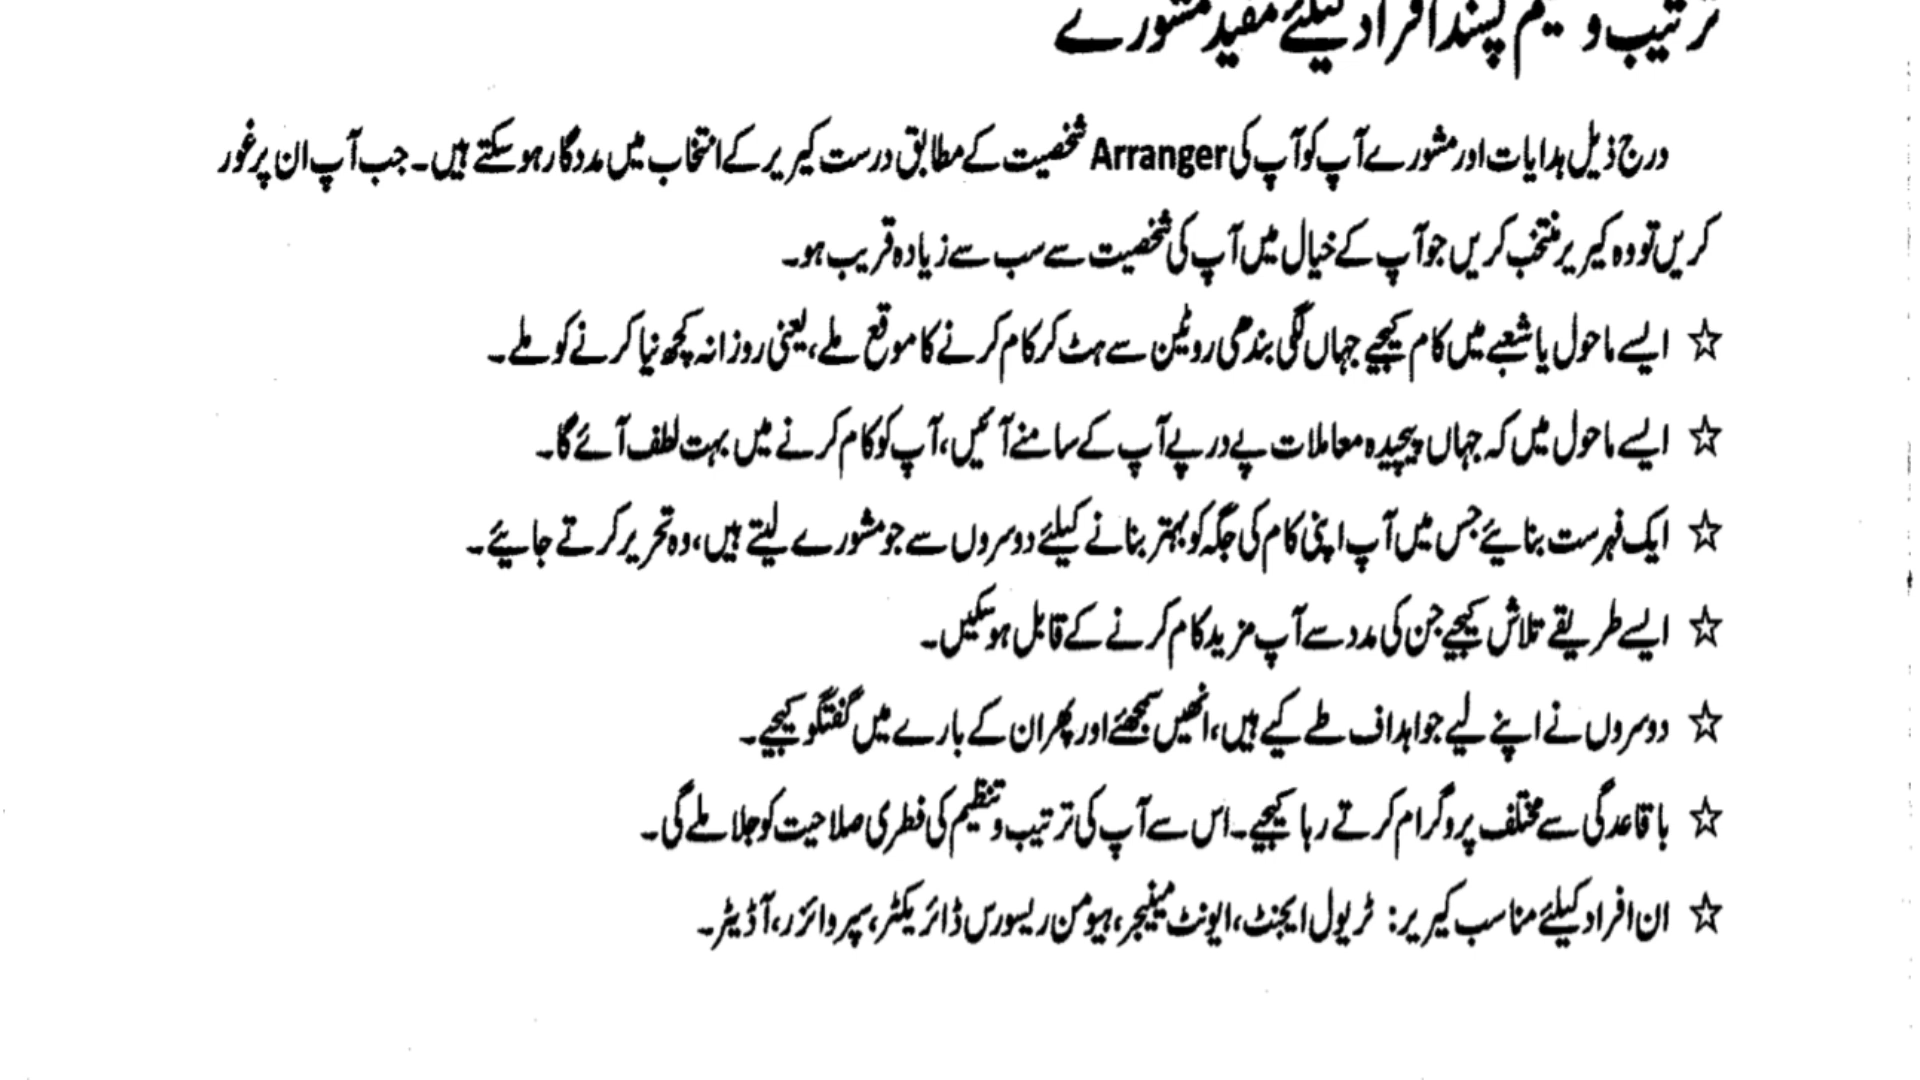 ترتیب و تنظیم پسند افراد کیلئے مفید مشورے
درج ذیل ہدایات اور مشورے آپ کو آپ کی Arranger شخصیت کے مطابق درست کیریر کے انتخاب میں مددگار ہو سکتے ہیں۔ جب آپ ان پر غور
کریں تو وہ کیریر منتخب کریں جو آپ کے خیال میں آپ کی شخصیت سے سب سے زیادہ قریب ہو۔
☆ ایسے ماحول یا شعبے میں کام کیجیے جہاں لگی بندھی روٹین سے ہٹ کر کام کرنے کا موقع ملے، یعنی روزانہ کچھ نیا کرنے کو ملے۔
☆ ایسے ماحول میں کہ جہاں پیچیدہ معاملات پے در پے آپ کے سامنے آئیں، آپ کو کام کرنے میں بہت لطف آئے گا۔
☆ ایک فہرست بنائیے جس میں آپ اپنی کام کی جگہ کو بہتر بنانے کیلئے دوسروں سے جو مشورے لیتے ہیں، وہ تحریر کرتے جایئے۔
☆ ایسے طریقے تلاش کیجیے جن کی مدد سے آپ مزید کام کرنے کے قابل ہو سکیں۔
☆ دوسروں نے اپنے لیے جو اہداف طے کیے ہیں، انھیں سمجھئے اور پھر ان کے بارے میں گفتگو کیجیے۔
☆ باقاعدگی سے مختلف پروگرام کرتے رہا کیجیے۔ اس سے آپ کی ترتیب و تنظیم کی فطری صلاحیت کو جلا ملے گی۔
☆ ان افراد کیلئے مناسب کیریر: ٹریول ایجنٹ، ایونٹ مینیجر، ہیومن ریسورس ڈائریکٹر، سپروائزر، آڈیٹر۔